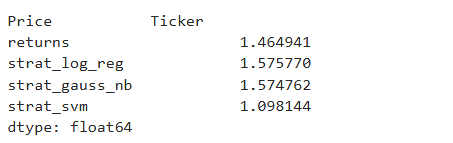 Price Ticker
returns 1.464941
strat_log_reg 1.575770
strat_gauss_nb 1.574762
strat_svm 1.098144
dtype: float64